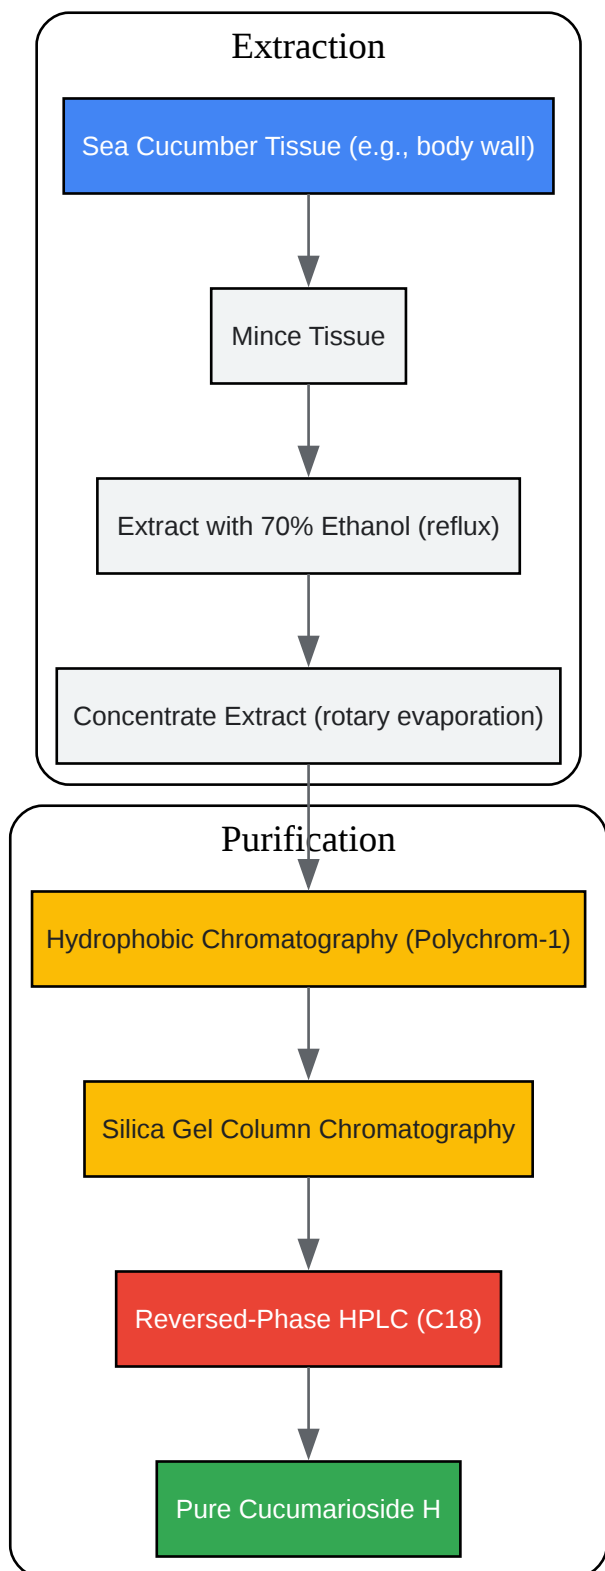 Extraction
Sea Cucumber Tissue (e.g., body wall)
Mince Tissue
Extract with 70% Ethanol (reflux)
Concentrate Extract (rotary evaporation)
Purification
Hydrophobic Chromatography (Polychrom-1)
Silica Gel Column Chromatography
Reversed-Phase HPLC (C18)
Pure Cucumarioside H